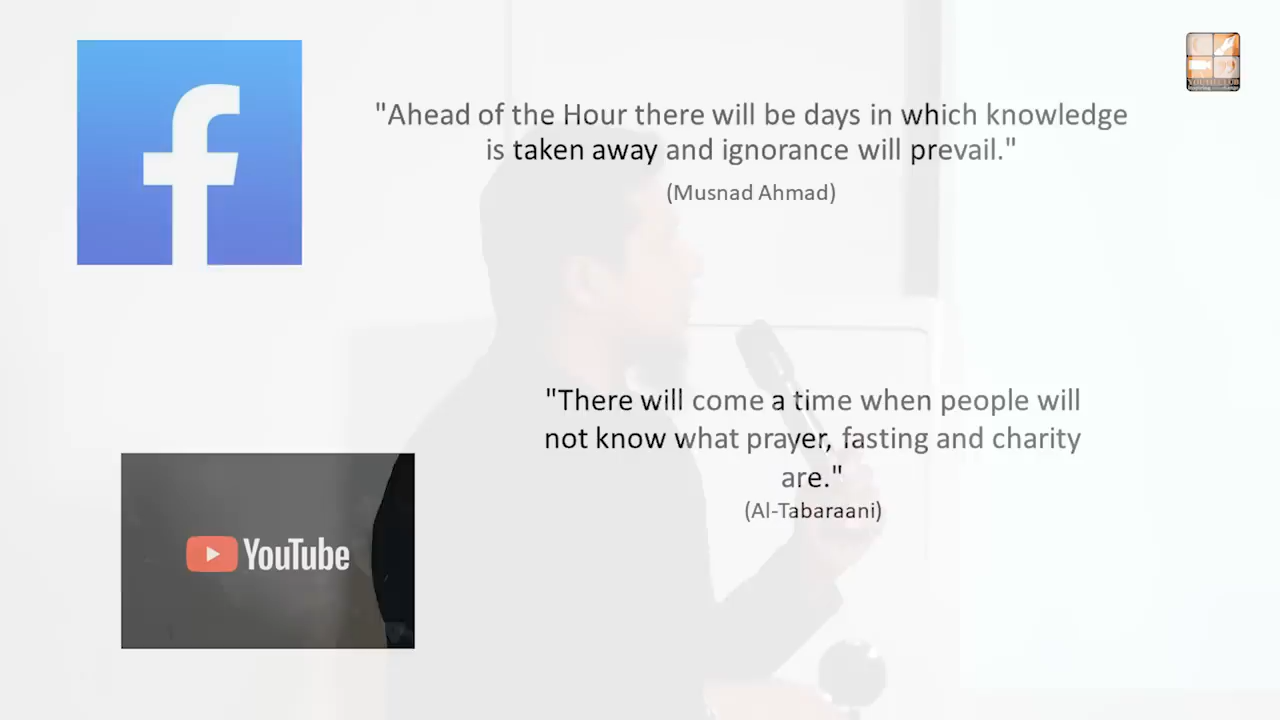 "Ahead of the Hour there will be days in which knowledge
is taken away and ignorance will prevail."
(Musnad Ahmad)
"There will come a time when people will
not know what prayer, fasting and charity
are."
(Al-Tabaraani)
YouTube